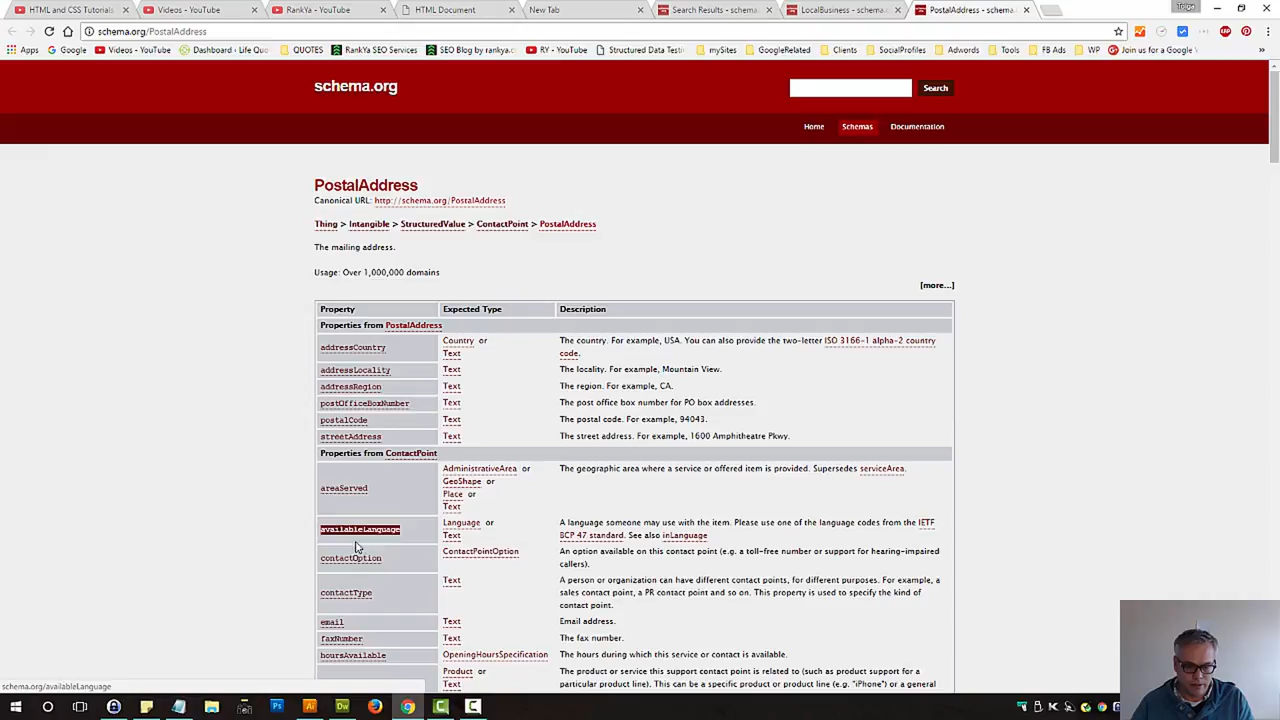 HTML and CSS Tutorials
Videos - YouTube
RankYa - YouTube
HTML Document
New Tab
Search Results - schema
LocalBusiness - schema.o
PostalAddress - schema.o
schema.org/PostalAddress
Apps
Google
Videos - YouTube
Dashboard ‹ Life Quo
QUOTES
RankYa SEO Services
SEO Blog by rankya.c
RY - YouTube
Structured Data Testi
mySites
GoogleRelated
Clients
SocialProfiles
Adwords
Tools
FB Ads
WP
Join us for a Google
schema.org
Search
Home
Schemas
Documentation
PostalAddress
Canonical URL: http://schema.org/PostalAddress
Thing > Intangible > StructuredValue > ContactPoint > PostalAddress
The mailing address.
Usage: Over 1,000,000 domains
[more...]
Property Expected Type Description
Properties from PostalAddress
addressCountry Country or The country. For example, USA. You can also provide the two-letter ISO 3166-1 alpha-2 country
Text code.
addressLocality Text The locality. For example, Mountain View.
addressRegion Text The region. For example, CA.
postOfficeBoxNumber Text The post office box number for PO box addresses.
postalCode Text The postal code. For example, 94043.
streetAddress Text The street address. For example, 1600 Amphitheatre Pkwy.
Properties from ContactPoint
areaServed AdministrativeArea or The geographic area where a service or offered item is provided. Supersedes serviceArea.
GeoShape or
Place or
Text
availableLanguage Language or A language someone may use with the item. Please use one of the language codes from the IETF
Text BCP 47 standard. See also inLanguage
contactOption ContactPointOption An option available on this contact point (e.g. a toll-free number or support for hearing-impaired
callers).
contactType Text A person or organization can have different contact points, for different purposes. For example, a
sales contact point, a PR contact point and so on. This property is used to specify the kind of
contact point.
email Text Email address.
faxNumber Text The fax number.
hoursAvailable OpeningHoursSpecification The hours during which this service or contact is available.
Product or The product or service this support contact point is related to (such as product support for a
Text particular product line). This can be a specific product or product line (e.g. "iPhone") or a general
schema.org/availableLanguage
Ps
Ai
Dw